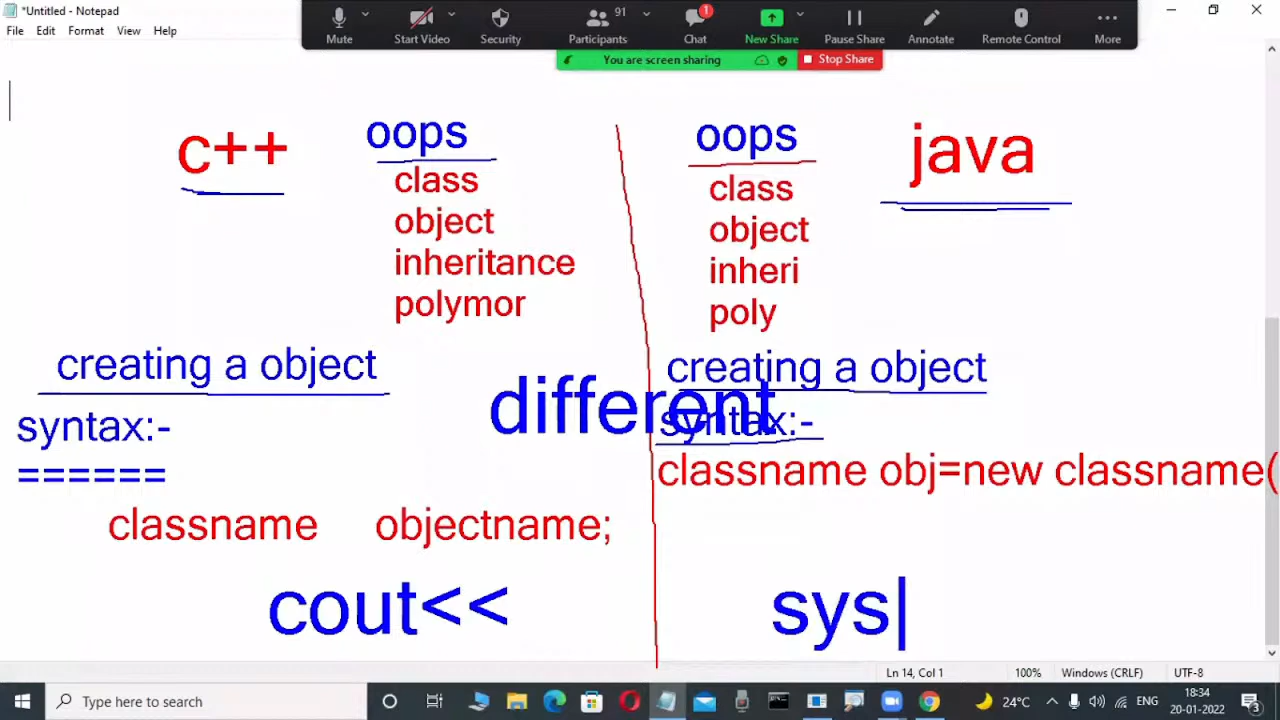 *Untitled - Notepad
File Edit Format View Help
Mute Start Video Security Participants 91 Chat 1 New Share Pause Share Annotate Remote Control More
You are screen sharing Stop Share
c++ oops
class
object
inheritance
polymor
oops java
class
object
inheri
poly
creating a object
syntax:-
======
classname objectname;
cout<<
different
creating a object
syntax:-
classname obj=new classname(
sys
Ln 14, Col 1 100% Windows (CRLF) UTF-8
Type here to search
24°C ENG 18:34
20-01-2022 3